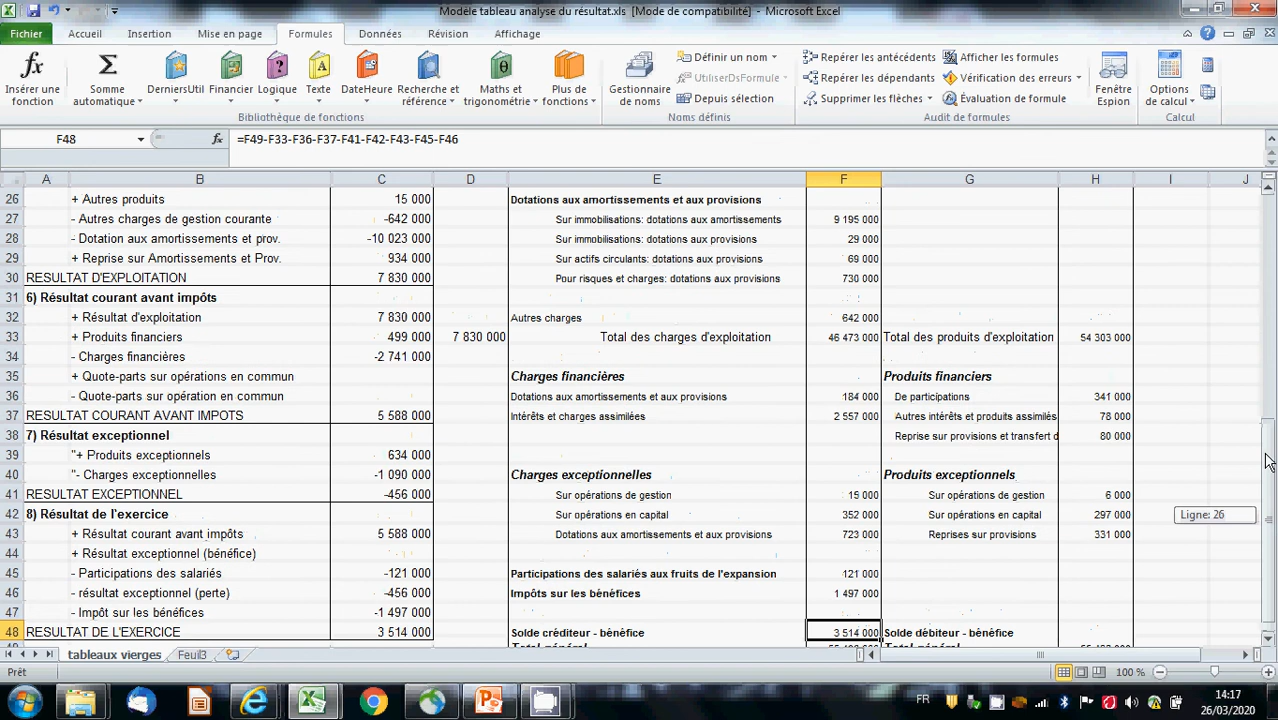 Modèle tableau analyse du résultat.xls [Mode de compatibilité] - Microsoft Excel
Fichier Accueil Insertion Mise en page Formules Données Révision Affichage
Insérer une fonction
Somme automatique
DerniersUtil
Financier
Logique
Texte
DateHeure
Recherche et référence
Maths et trigonométrie
Plus de fonctions
Bibliothèque de fonctions
Gestionnaire de noms
Définir un nom
UtiliserDsFormule
Depuis sélection
Noms définis
Repérer les antécédents
Repérer les dépendants
Supprimer les flèches
Afficher les formules
Vérification des erreurs
Évaluation de formule
Audit de formules
Fenêtre Espion
Options de calcul
Calcul
F48 fx =F49-F33-F36-F37-F41-F42-F43-F45-F46
A B C D E F G H I J
26 + Autres produits 15 000 Dotations aux amortissements et aux provisions
27 - Autres charges de gestion courante -642 000 Sur immobilisations: dotations aux amortissements 9 195 000
28 - Dotation aux amortissements et prov. -10 023 000 Sur immobilisations: dotations aux provisions 29 000
29 + Reprise sur Amortissements et Prov. 934 000 Sur actifs circulants: dotations aux provisions 69 000
30 RESULTAT D'EXPLOITATION 7 830 000 Pour risques et charges: dotations aux provisions 730 000
31 6) Résultat courant avant impôts
32 + Résultat d'exploitation 7 830 000 Autres charges 642 000
33 + Produits financiers 499 000 7 830 000 Total des charges d'exploitation 46 473 000 Total des produits d'exploitation 54 303 000
34 - Charges financières -2 741 000
35 + Quote-parts sur opérations en commun Charges financières Produits financiers
36 - Quote-parts sur opération en commun Dotations aux amortissements et aux provisions 184 000 De participations 341 000
37 RESULTAT COURANT AVANT IMPOTS 5 588 000 Intérêts et charges assimilées 2 557 000 Autres intérêts et produits assimilés 78 000
38 7) Résultat exceptionnel Reprise sur provisions et transfert d 80 000
39 "+ Produits exceptionnels 634 000
40 "- Charges exceptionnelles -1 090 000 Charges exceptionnelles Produits exceptionnels
41 RESULTAT EXCEPTIONNEL -456 000 Sur opérations de gestion 15 000 Sur opérations de gestion 6 000
42 8) Résultat de l'exercice Sur opérations en capital 352 000 Sur opérations en capital 297 000
Ligne: 26
43 + Résultat courant avant impôts 5 588 000 Dotations aux amortissements et aux provisions 723 000 Reprises sur provisions 331 000
44 + Résultat exceptionnel (bénéfice)
45 - Participations des salariés -121 000 Participations des salariés aux fruits de l'expansion 121 000
46 - résultat exceptionnel (perte) -456 000 Impôts sur les bénéfices 1 497 000
47 - Impôt sur les bénéfices -1 497 000
48 RESULTAT DE L'EXERCICE 3 514 000 Solde créditeur - bénéfice 3 514 000 Solde débiteur - bénéfice
tableaux vierges Feuil3
Prêt 100 %
FR 14:17
26/03/2020